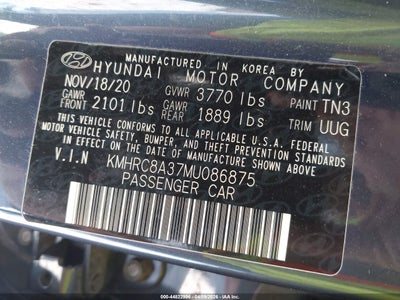 MANUFACTURED IN KOREA BY
HYUNDAI MOTOR COMPANY
NOV/18/20 GVWR 3770 lbs PAINT TN3
GAWR FRONT 2101 lbs GAWR REAR 1889 lbs TRIM UUG
THIS VEHICLE CONFORMS TO ALL APPLICABLE U.S.A. FEDERAL
MOTOR VEHICLE SAFETY, BUMPER, AND THEFT PREVENTION STANDARDS
IN EFFECT ON THE DATE OF MANUFACTURE SHOWN ABOVE
V.I.N KMHRC8A37MU086875
PASSENGER CAR